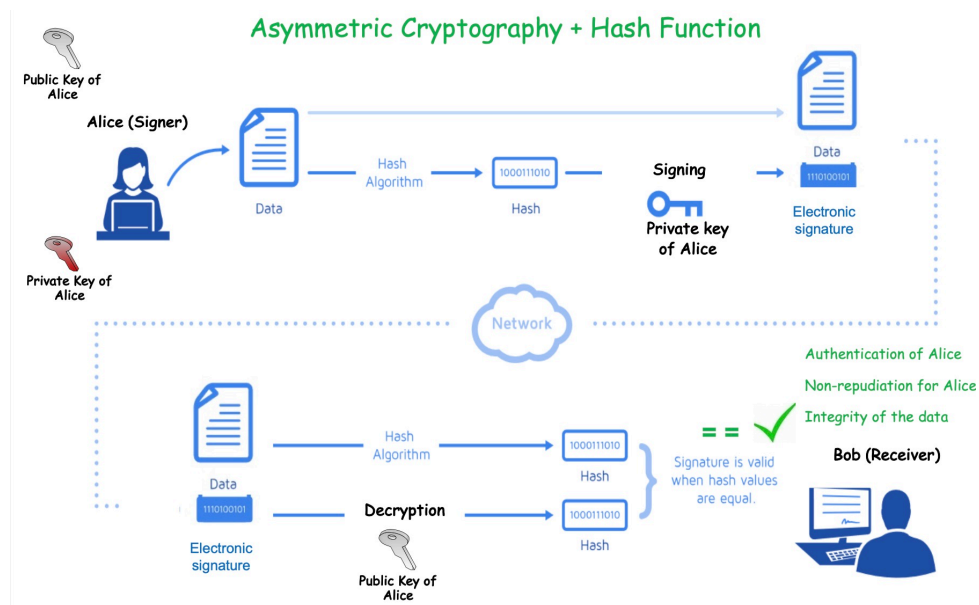 Asymmetric Cryptography + Hash Function
Public Key of
Alice
Alice (Signer)
Private Key of
Alice
Data
Hash
Algorithm
1000111010
Hash
Signing
Private key
of Alice
Data
1110100101
Electronic
signature
Network
Authentication of Alice
Non-repudiation for Alice
Integrity of the data
Data
1110100101
Electronic
signature
Hash
Algorithm
1000111010
Hash
Decryption
Public Key of
Alice
1000111010
Hash
==
Signature is valid
when hash values
are equal.
Bob (Receiver)